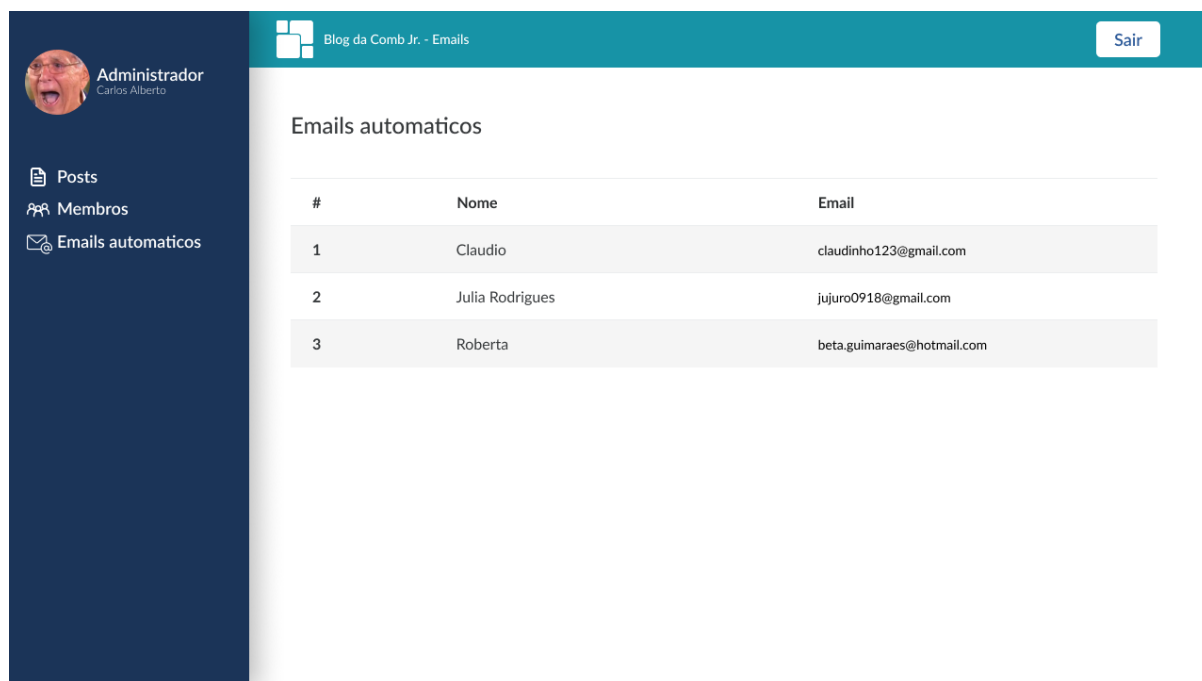 Administrador
Carlos Alberto
Posts
Membros
Emails automaticos
Blog da Comb Jr. - Emails
Sair
Emails automaticos
# Nome Email
1 Claudio claudinho123@gmail.com
2 Julia Rodrigues jujuro0918@gmail.com
3 Roberta beta.guimaraes@hotmail.com